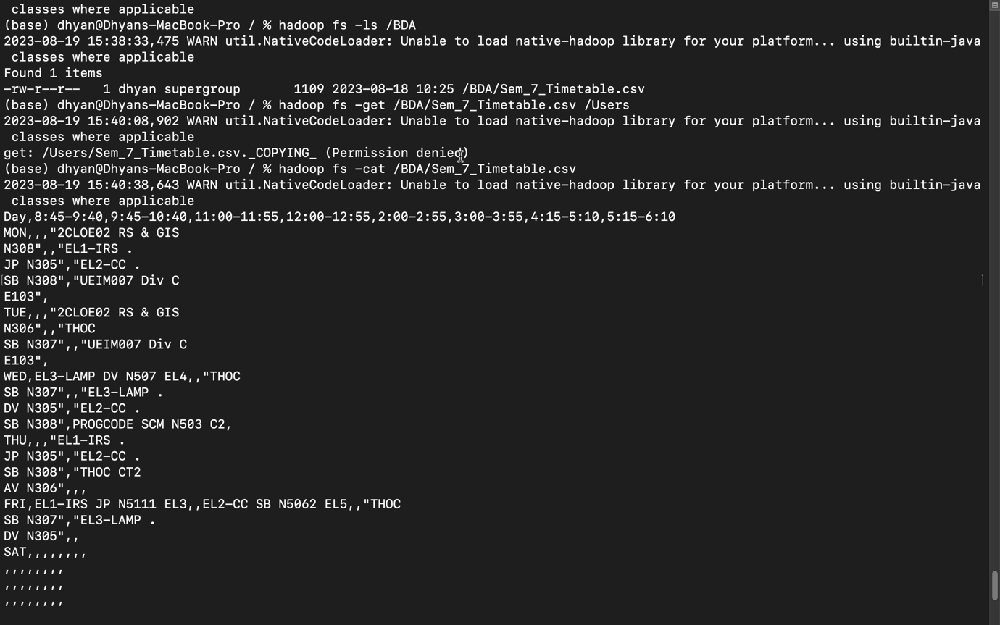 classes where applicable
(base) dhyan@Dhyans-MacBook-Pro / % hadoop fs -ls /BDA
2023-08-19 15:38:33,475 WARN util.NativeCodeLoader: Unable to load native-hadoop library for your platform... using builtin-java
 classes where applicable
Found 1 items
-rw-r--r--   1 dhyan supergroup       1109 2023-08-18 10:25 /BDA/Sem_7_Timetable.csv
(base) dhyan@Dhyans-MacBook-Pro / % hadoop fs -get /BDA/Sem_7_Timetable.csv /Users
2023-08-19 15:40:08,902 WARN util.NativeCodeLoader: Unable to load native-hadoop library for your platform... using builtin-java
 classes where applicable
get: /Users/Sem_7_Timetable.csv._COPYING_ (Permission denied)
(base) dhyan@Dhyans-MacBook-Pro / % hadoop fs -cat /BDA/Sem_7_Timetable.csv
2023-08-19 15:40:38,643 WARN util.NativeCodeLoader: Unable to load native-hadoop library for your platform... using builtin-java
 classes where applicable
Day,8:45-9:40,9:45-10:40,11:00-11:55,12:00-12:55,2:00-2:55,3:00-3:55,4:15-5:10,5:15-6:10
MON,,,"2CLOE02 RS & GIS
N308",,"EL1-IRS .
JP N305","EL2-CC .
[SB N308","UEIM007 Div C ]
E103",
TUE,,,"2CLOE02 RS & GIS
N306",,"THOC
SB N307",,"UEIM007 Div C
E103",
WED,EL3-LAMP DV N507 EL4,,"THOC
SB N307",,"EL3-LAMP .
DV N305","EL2-CC .
SB N308",PROGCODE SCM N503 C2,
THU,,,"EL1-IRS .
JP N305","EL2-CC .
SB N308","THOC CT2
AV N306",,,
FRI,EL1-IRS JP N5111 EL3,,EL2-CC SB N5062 EL5,,"THOC
SB N307","EL3-LAMP .
DV N305",,
SAT,,,,,,,,
,,,,,,,,
,,,,,,,,
,,,,,,,,